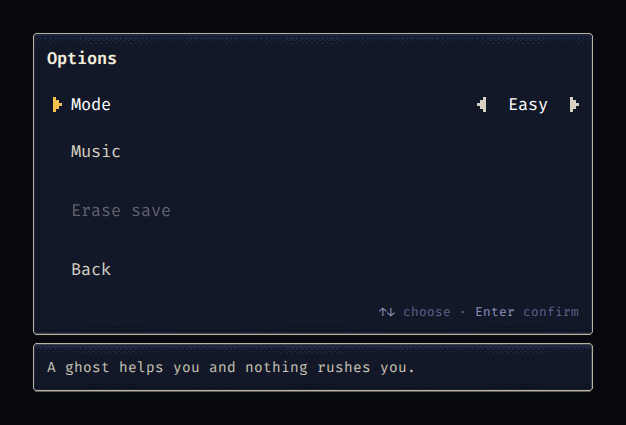 Options
Mode Easy
Music
Erase save
Back
↑↓ choose · Enter confirm
A ghost helps you and nothing rushes you.